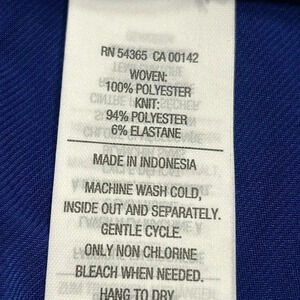 RN 54365 CA 00142
WOVEN:
100% POLYESTER
KNIT:
94% POLYESTER
6% ELASTANE
MADE IN INDONESIA
MACHINE WASH COLD,
INSIDE OUT AND SEPARATELY.
GENTLE CYCLE.
ONLY NON CHLORINE
BLEACH WHEN NEEDED.
HANG TO DRY